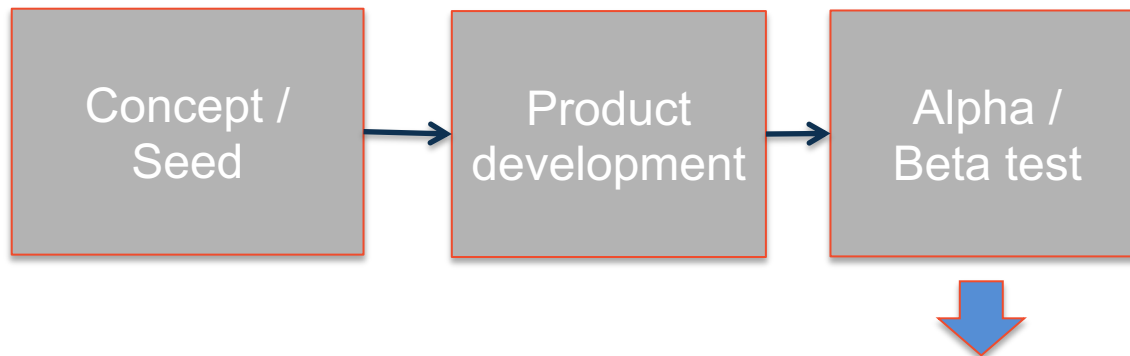 Concept /
Seed
Product
development
Alpha /
Beta test